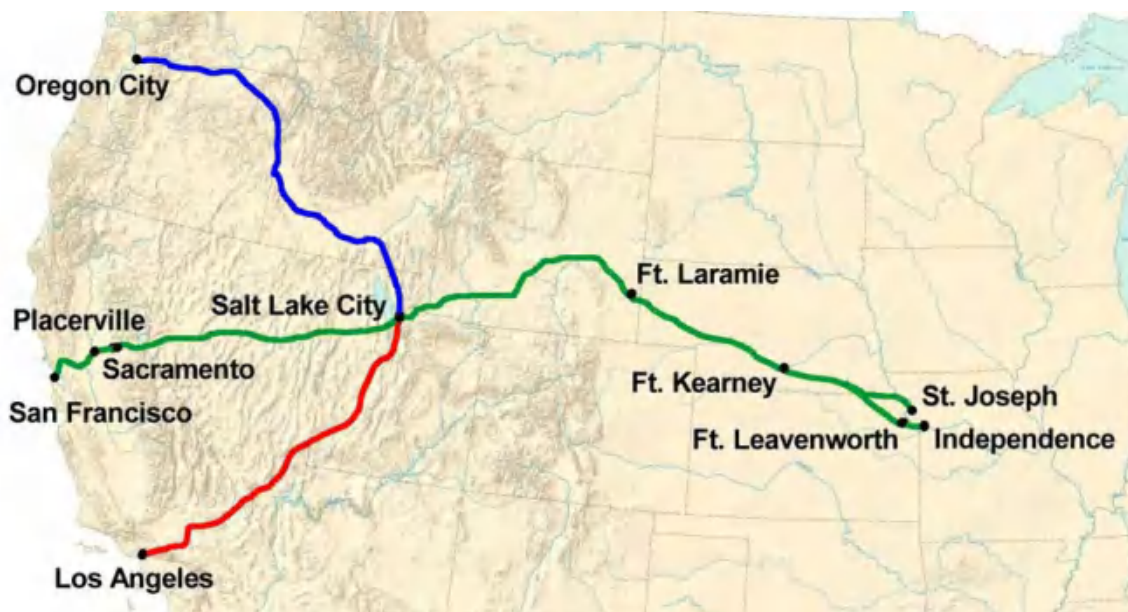 Oregon City
Ft. Laramie
Salt Lake City
Placerville
Sacramento
Ft. Kearney
San Francisco
St. Joseph
Ft. Leavenworth
Independence
Los Angeles